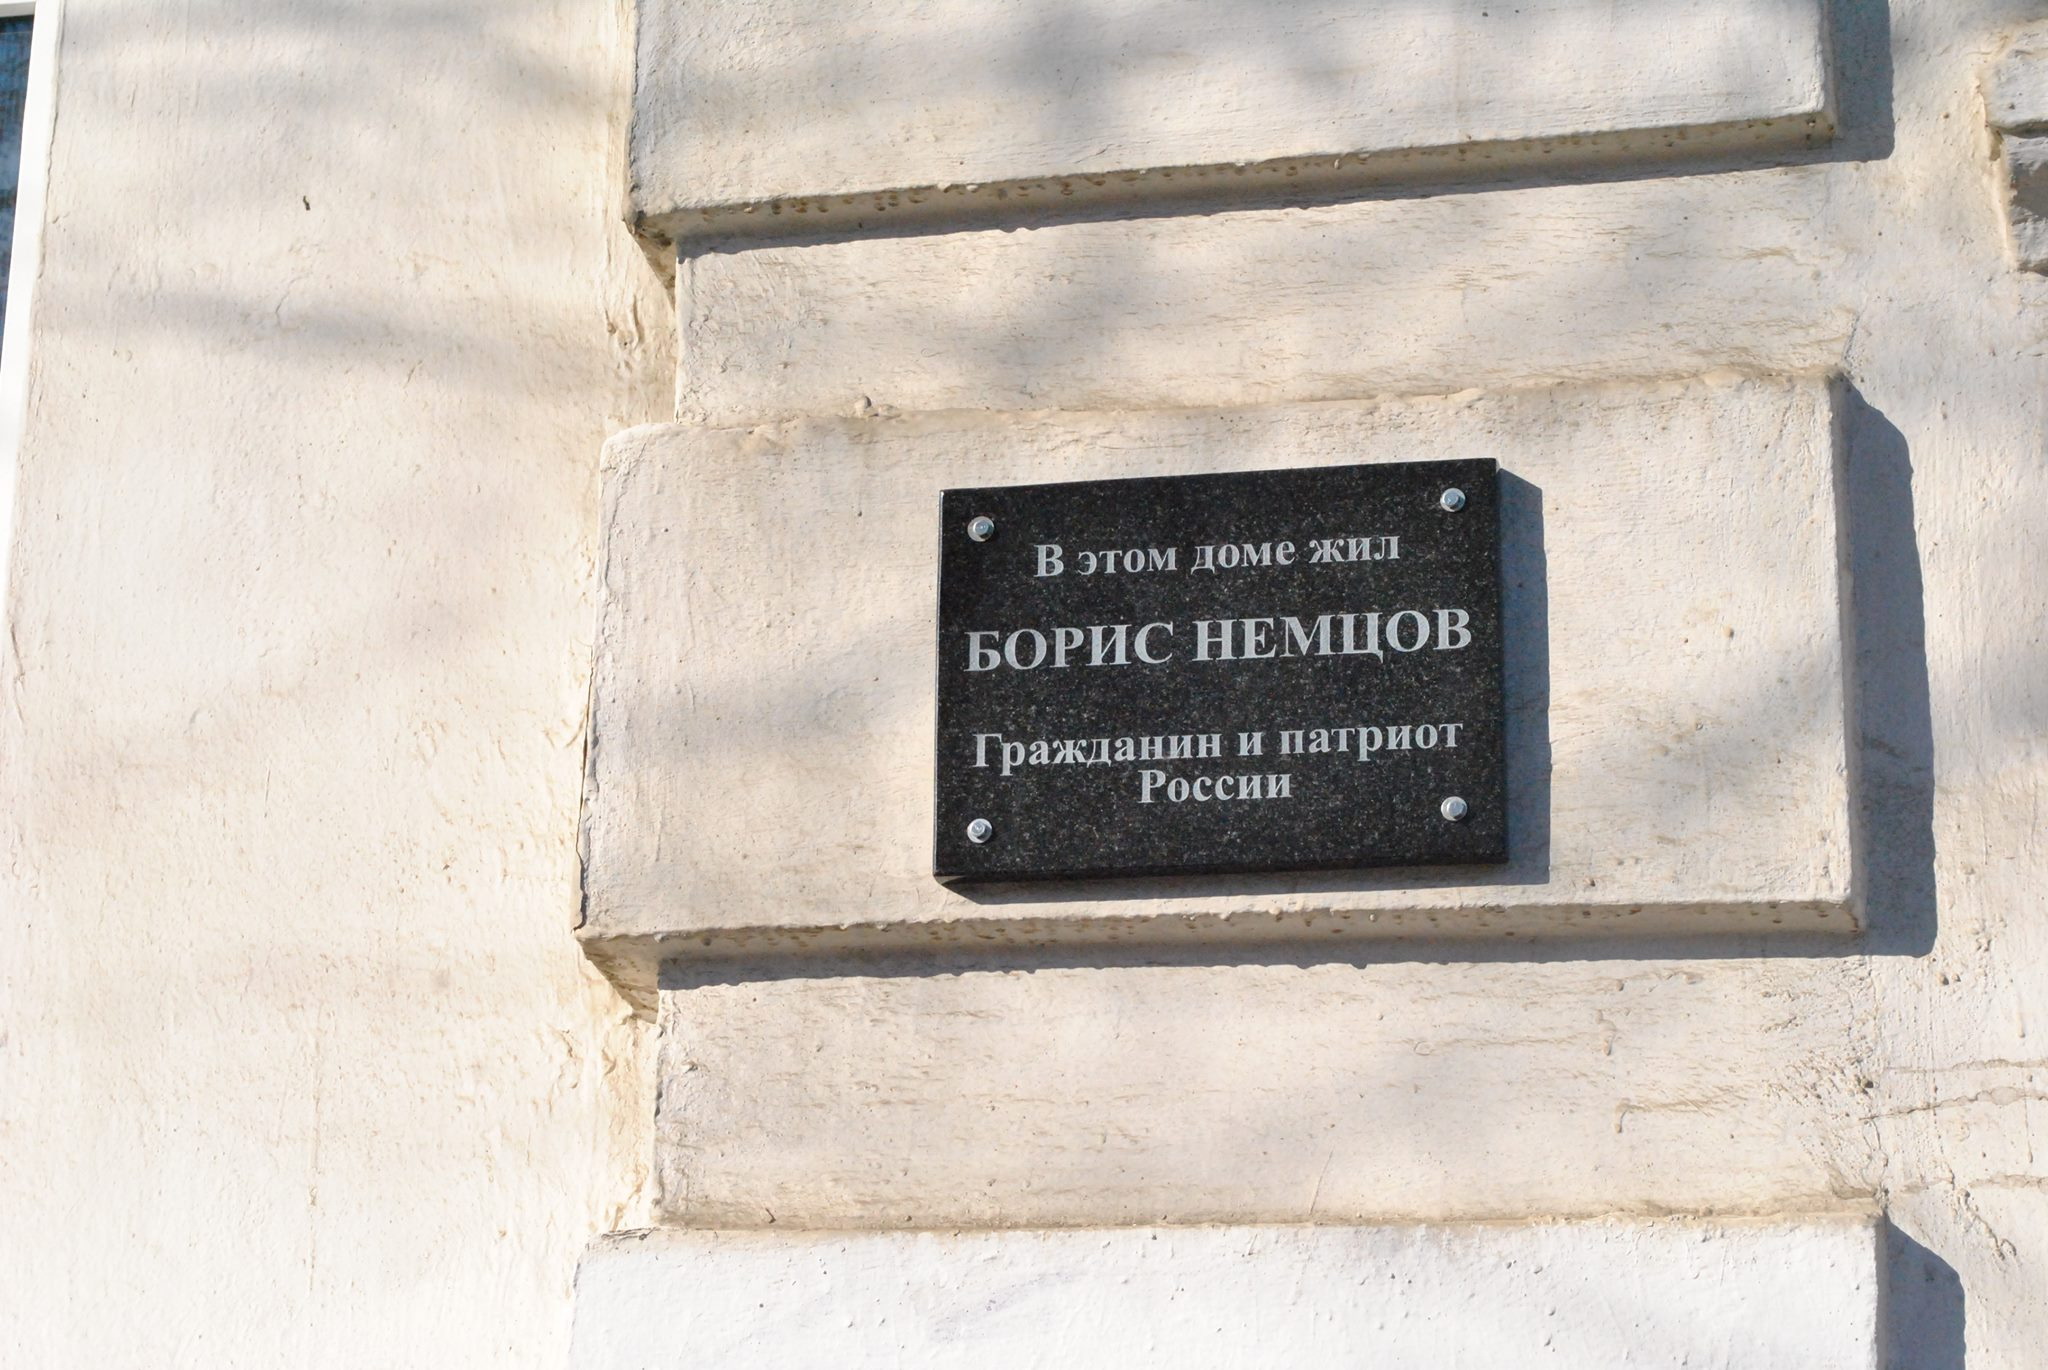 В этом доме жил
БОРИС НЕМЦОВ
Гражданин и патриот
России